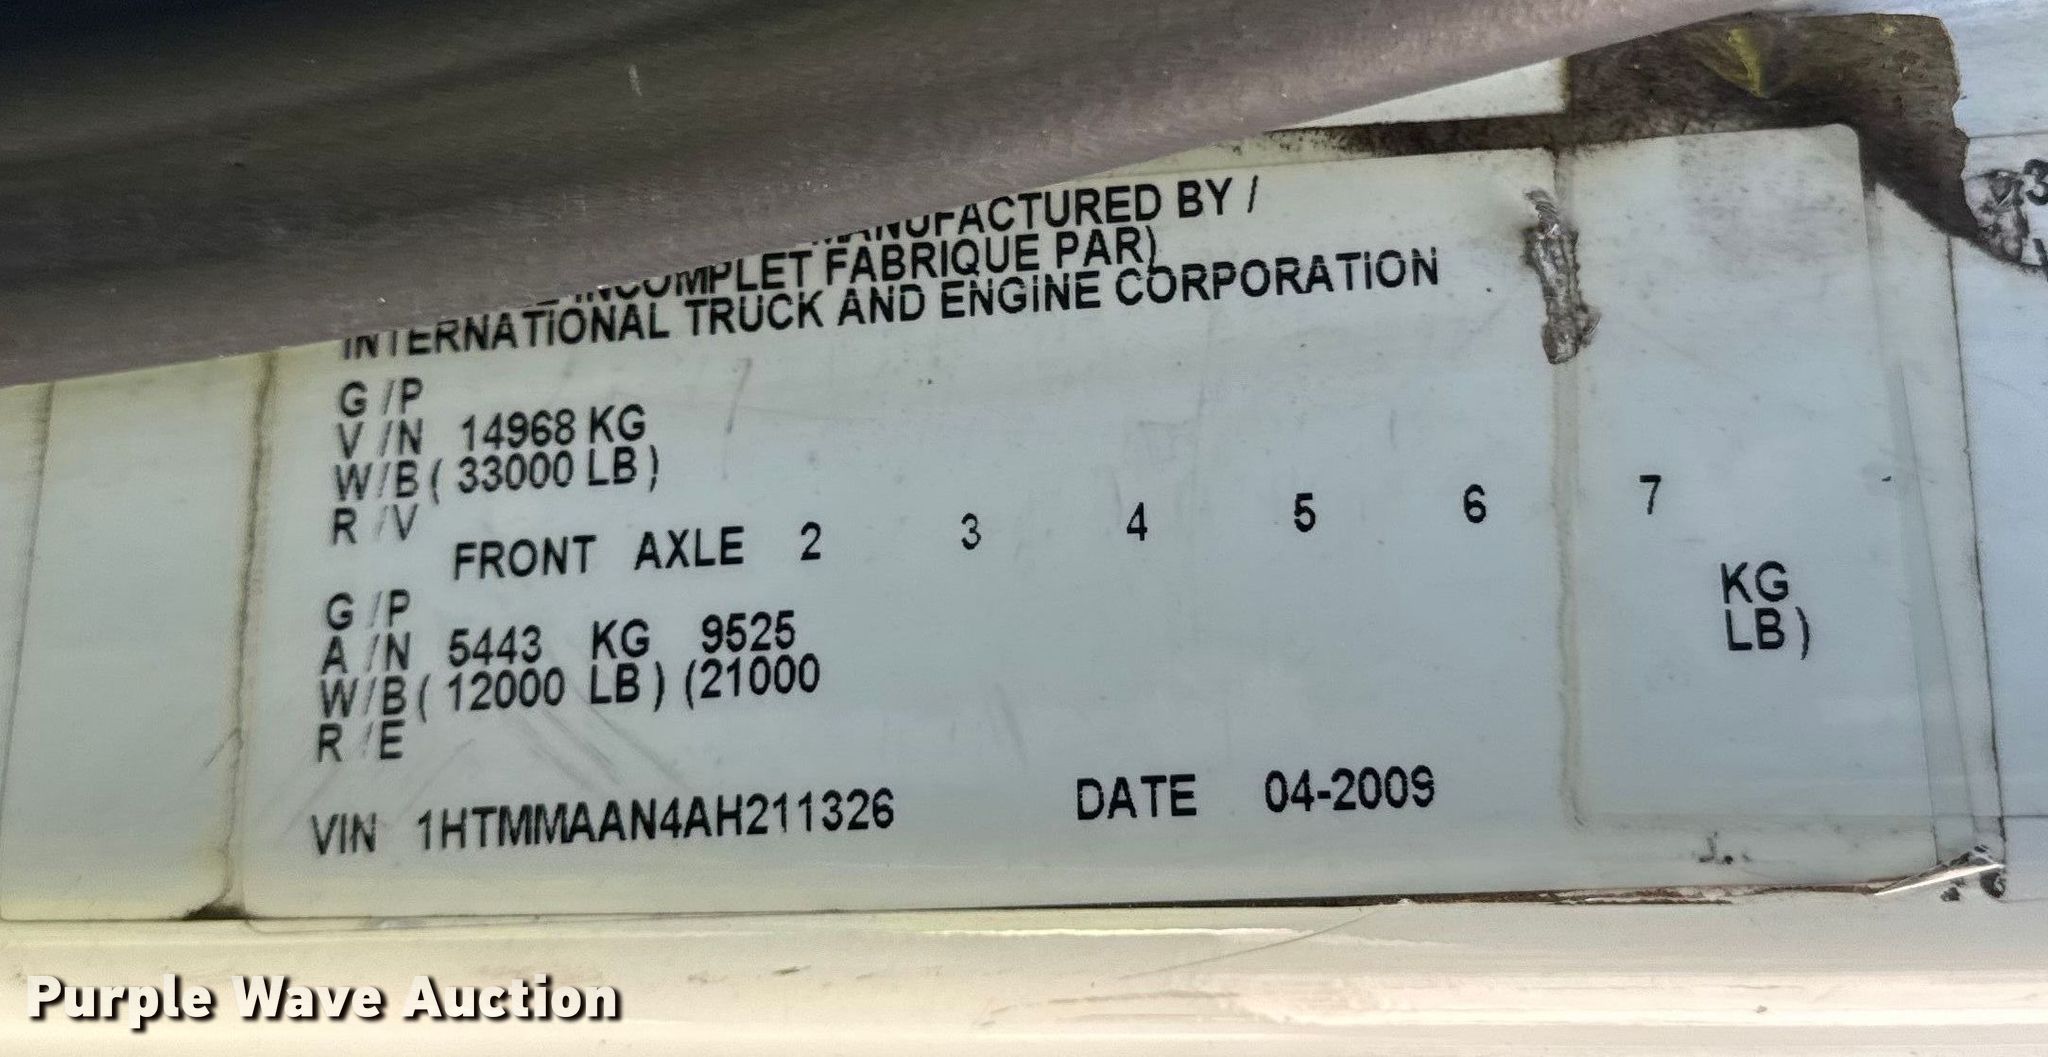 MANUFACTURED BY /
INCOMPLET FABRIQUE PAR)
INTERNATIONAL TRUCK AND ENGINE CORPORATION
G / P
V / N 14968 KG
W / B ( 33000 LB )
R / V
FRONT AXLE 2 3 4 5 6 7
G / P KG
A / N 5443 KG 9525 LB )
W / B ( 12000 LB ) (21000
R / E
VIN 1HTMMAAN4AH211326 DATE 04-2009
Purple Wave Auction